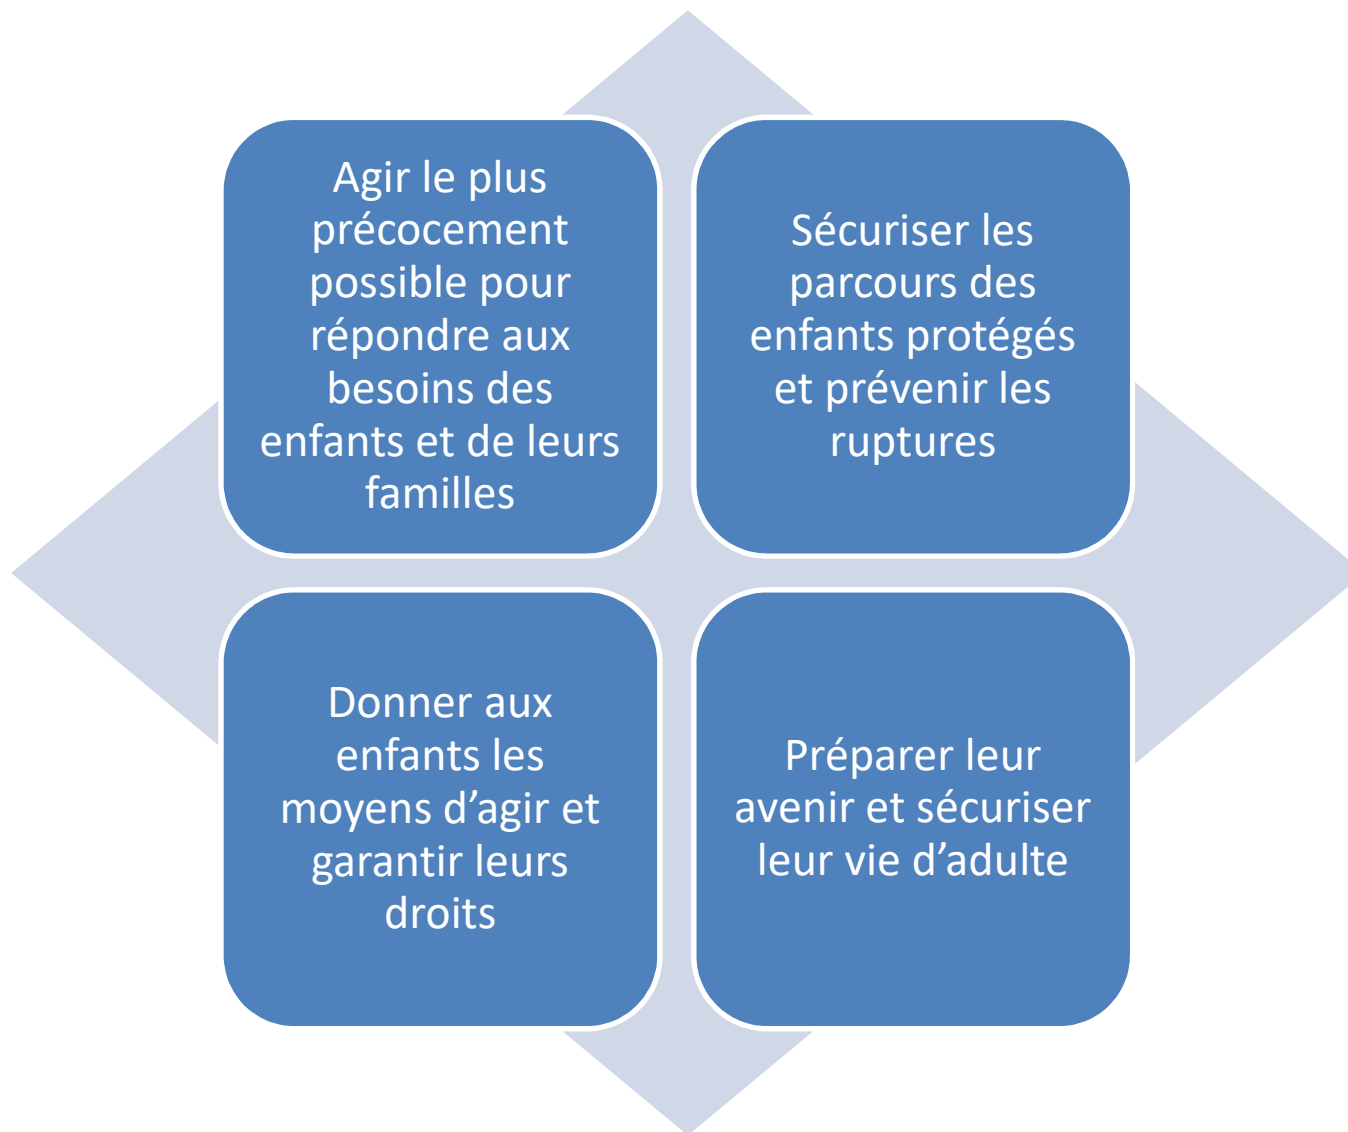 Agir le plus
précocement
possible pour
répondre aux
besoins des
enfants et de leurs
familles
Sécuriser les
parcours des
enfants protégés
et prévenir les
ruptures
Donner aux
enfants les
moyens d’agir et
garantir leurs
droits
Préparer leur
avenir et sécuriser
leur vie d’adulte